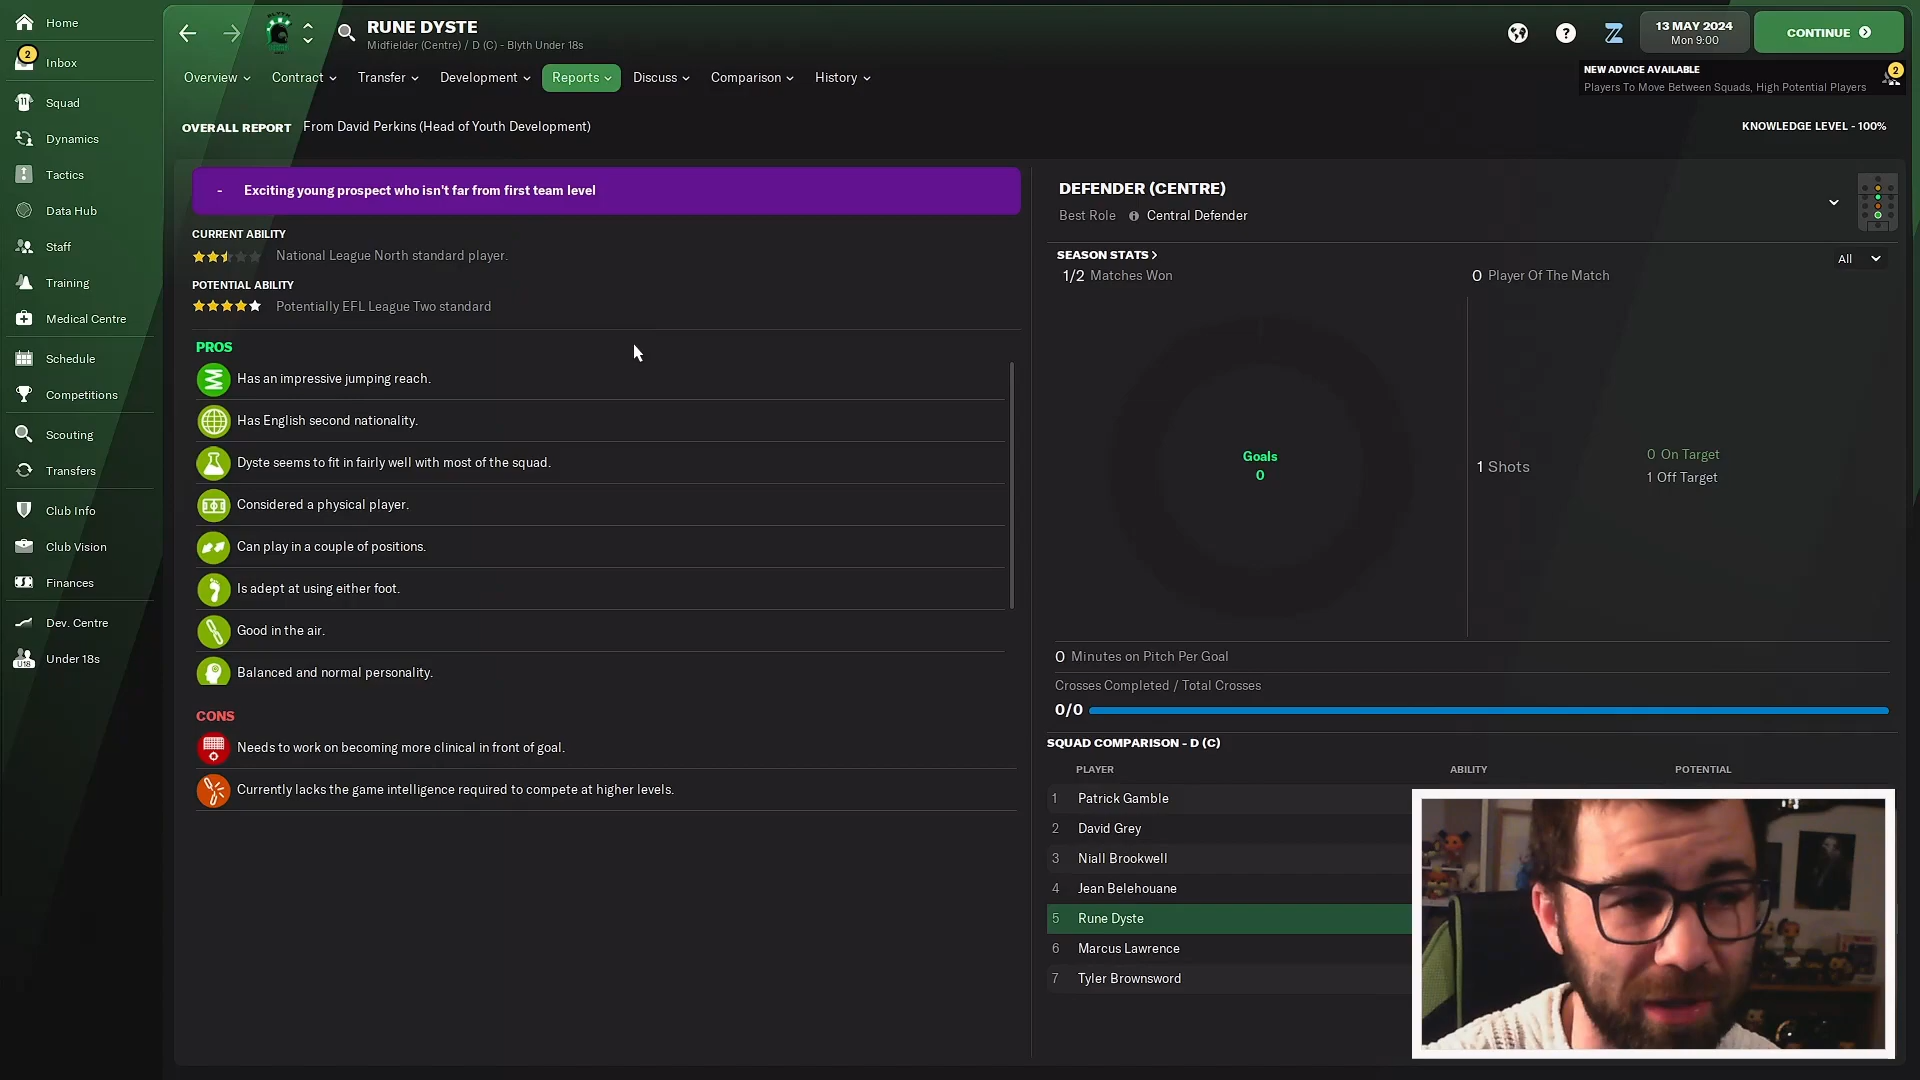 Home
2
Inbox
Squad
Dynamics
Tactics
Data Hub
Staff
Training
Medical Centre
Schedule
Competitions
Scouting
Transfers
Club Info
Club Vision
Finances
Dev. Centre
U18
Under 18s
RUNE DYSTE
Midfielder (Centre) / D (C) - Blyth Under 18s
13 MAY 2024
Mon 9:00
CONTINUE
Overview
Contract
Transfer
Development
Reports
Discuss
Comparison
History
NEW ADVICE AVAILABLE
Players To Move Between Squads, High Potential Players
2
OVERALL REPORT From David Perkins (Head of Youth Development)
KNOWLEDGE LEVEL - 100%
- Exciting young prospect who isn't far from first team level
CURRENT ABILITY
National League North standard player.
POTENTIAL ABILITY
Potentially EFL League Two standard
PROS
Has an impressive jumping reach.
Has English second nationality.
Dyste seems to fit in fairly well with most of the squad.
Considered a physical player.
Can play in a couple of positions.
Is adept at using either foot.
Good in the air.
Balanced and normal personality.
CONS
Needs to work on becoming more clinical in front of goal.
Currently lacks the game intelligence required to compete at higher levels.
DEFENDER (CENTRE)
Best Role Central Defender
SEASON STATS
All
1/2 Matches Won
0 Player Of The Match
Goals
0
1 Shots
0 On Target
1 Off Target
0 Minutes on Pitch Per Goal
Crosses Completed / Total Crosses
0/0
SQUAD COMPARISON - D (C)
PLAYER ABILITY POTENTIAL
1 Patrick Gamble
2 David Grey
3 Niall Brookwell
4 Jean Belehouane
5 Rune Dyste
6 Marcus Lawrence
7 Tyler Brownsword